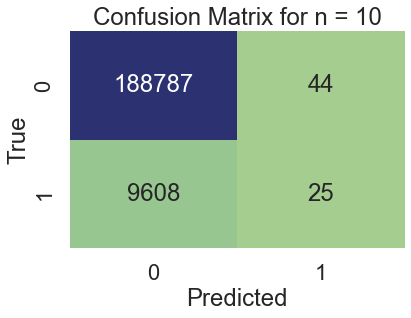 Confusion Matrix for n = 10
True
0
188787 44
1
9608 25
0 1
Predicted